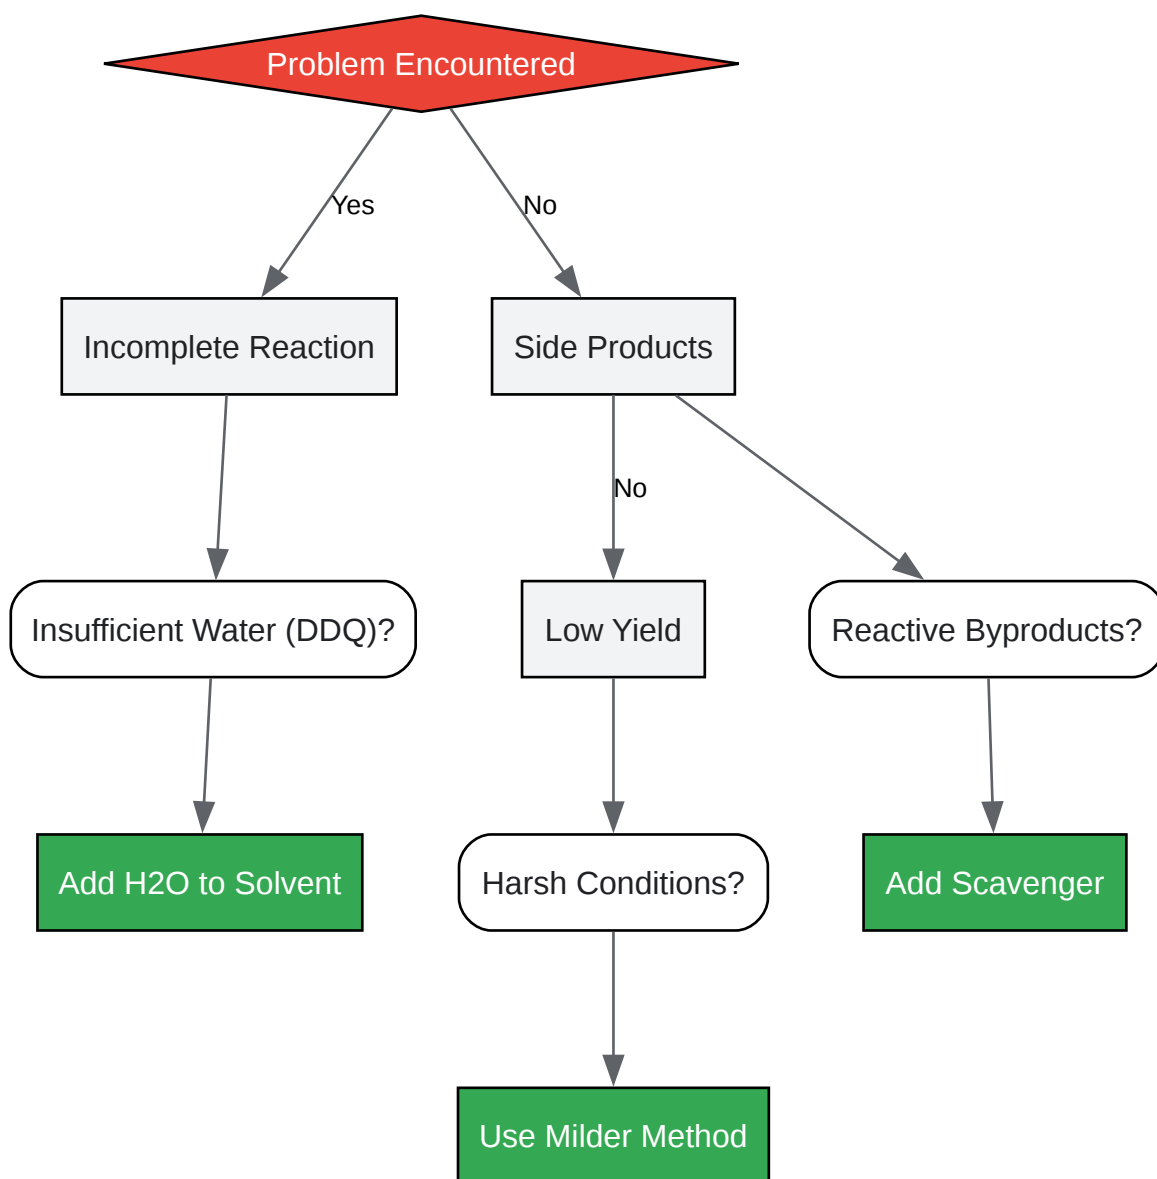 Problem Encountered
Yes
No
Incomplete Reaction
Side Products
No
Insufficient Water (DDQ)?
Low Yield
Reactive Byproducts?
Add H2O to Solvent
Harsh Conditions?
Add Scavenger
Use Milder Method